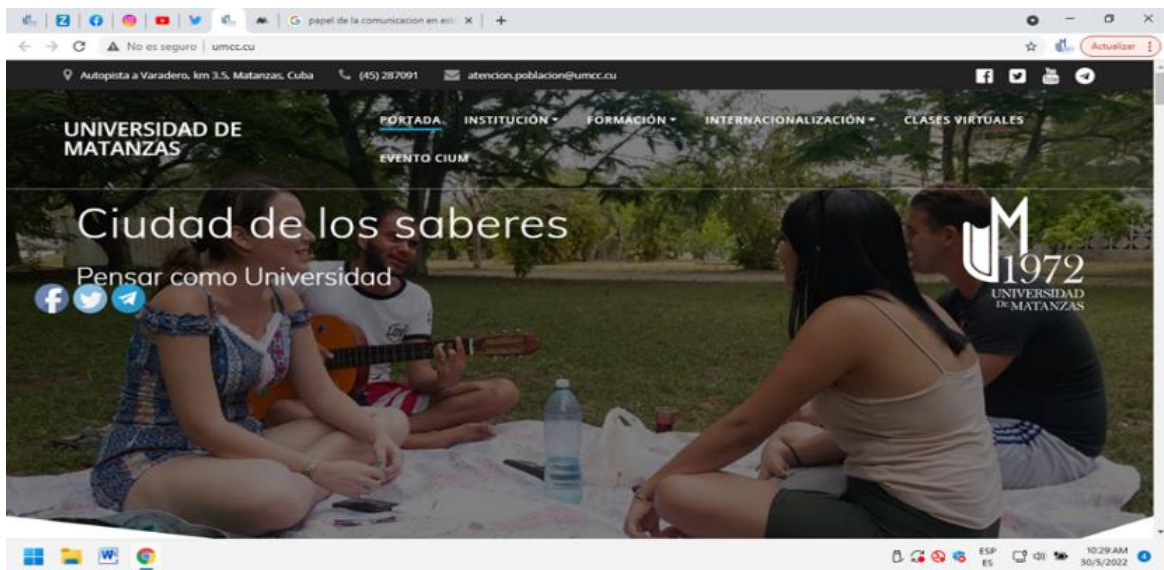 papel de la comunicacion en est
No es seguro | umcc.cu
Actualizar
Autopista a Varadero, km 3.5, Matanzas, Cuba (45) 287091 atencion.poblacion@umcc.cu
UNIVERSIDAD DE
MATANZAS
PORTADA INSTITUCIÓN FORMACIÓN INTERNACIONALIZACIÓN CLASES VIRTUALES
EVENTO CIUM
Ciudad de los saberes
Pensar como Universidad
M
1972
UNIVERSIDAD
DE MATANZAS
ESP
ES
10:29 AM
30/5/2022